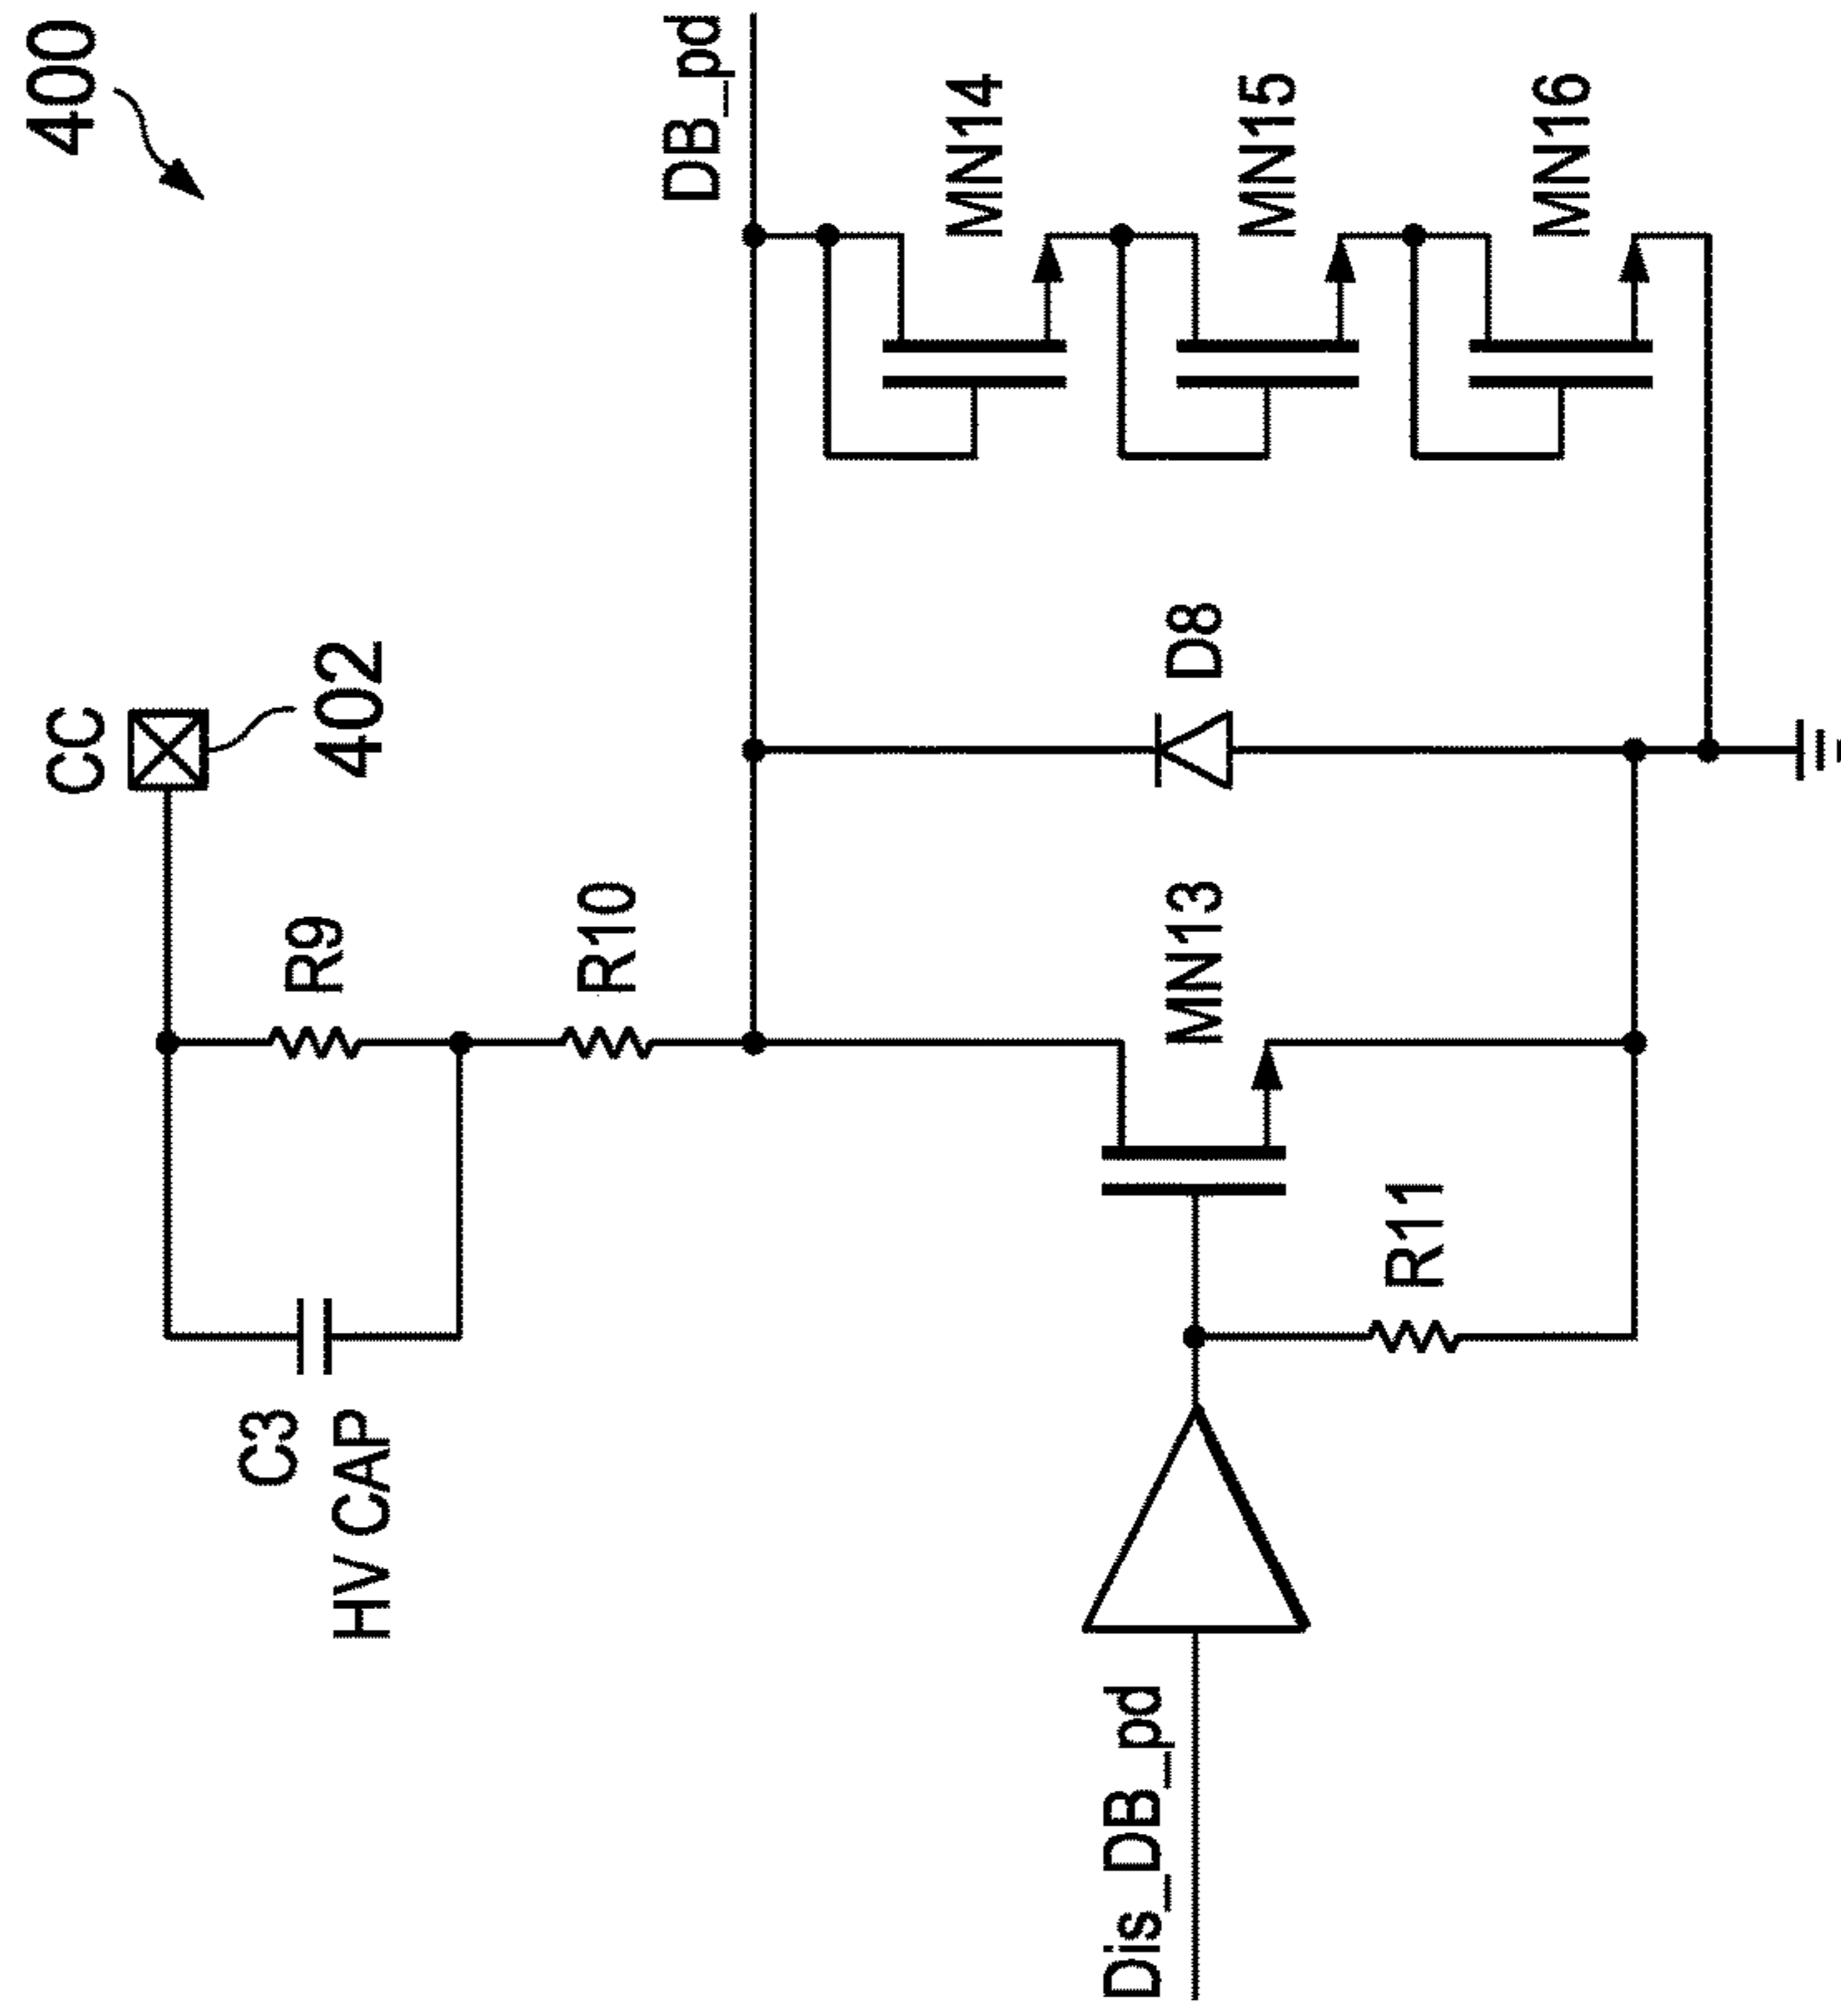 400
CC
402
C3
HV CAP
R9
R10
DB_pd
Dis_DB_pd
R11
MN13
D8
MN14
MN15
MN16